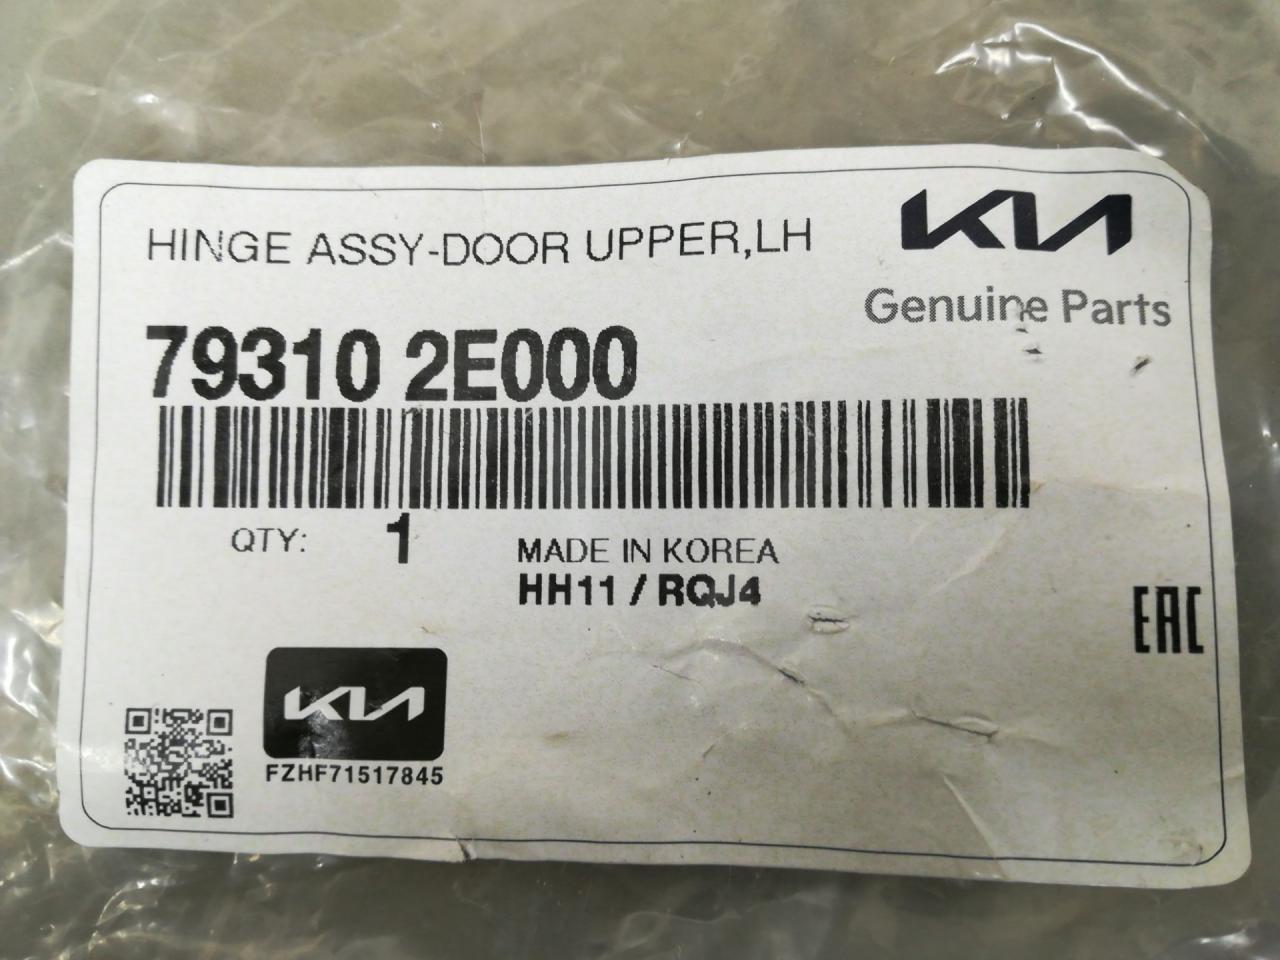 HINGE ASSY-DOOR UPPER,LH
KIA
Genuine Parts
79310 2E000
QTY: 1
MADE IN KOREA
HH11 / RQJ4
EAC
KIA
FZHF71517845